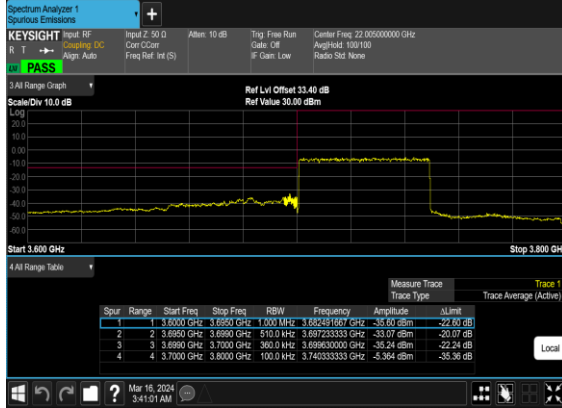 Spectrum Analyzer 1
Spurious Emissions
+
KEYSIGHT Input: RF Input Z: 50 Ω Atten: 10 dB Trig: Free Run Center Freq: 22.005000000 GHz
R T Coupling: DC Corr CCorr Gate: Off Avg|Hold: 100/100
Align: Auto Freq Ref: Int (S) IF Gain: Low Radio Std: None
PASS
3 All Range Graph
Ref Lvl Offset 33.40 dB
Scale/Div 10.0 dB Ref Value 30.00 dBm
Log
20.0
10.0
0.00
-10.0
-20.0
-30.0
-40.0
-50.0
-60.0
Start 3.600 GHz Stop 3.800 GH
4 All Range Table
Measure Trace Trace 1
Trace Type Trace Average (Active)
Spur Range Start Freq Stop Freq RBW Frequency Amplitude ΔLimit
1 1 3.6000 GHz 3.6950 GHz 1.000 MHz 3.682491667 GHz -35.60 dBm -22.60 dB
2 2 3.6950 GHz 3.6990 GHz 510.0 kHz 3.697233333 GHz -33.07 dBm -20.07 dB
3 3 3.6990 GHz 3.7000 GHz 360.0 kHz 3.699630000 GHz -35.24 dBm -22.24 dB
4 4 3.7000 GHz 3.8000 GHz 100.0 kHz 3.740333333 GHz -5.364 dBm -35.36 dB
Local
?
Mar 16, 2024
3:41:01 AM